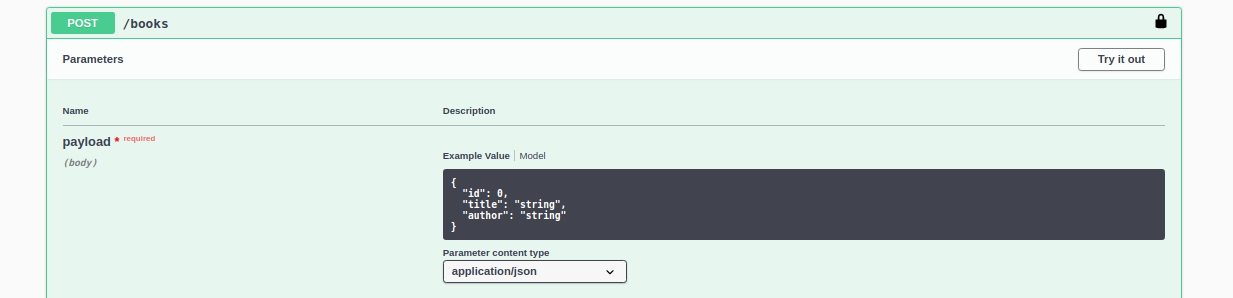 POST /books
Parameters Try it out
Name Description
payload * required
(body)
Example Value Model
{
  "id": 0,
  "title": "string",
  "author": "string"
}
Parameter content type
application/json